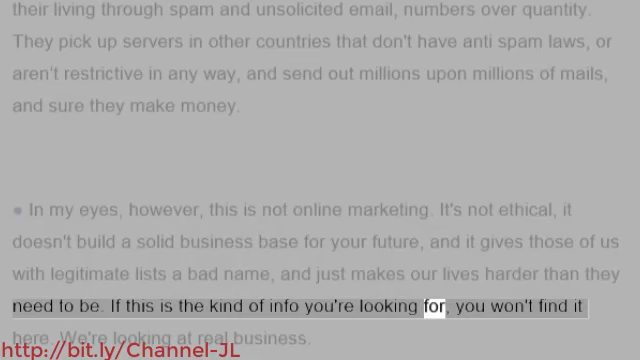 their living through spam and unsolicited email, numbers over quantity.
They pick up servers in other countries that don't have anti spam laws, or
aren't restrictive in any way, and send out millions upon millions of mails,
and sure they make money.
● In my eyes, however, this is not online marketing. It's not ethical, it
doesn't build a solid business base for your future, and it gives those of us
with legitimate lists a bad name, and just makes our lives harder than they
need to be. If this is the kind of info you're looking for, you won't find it
here. We're looking at real business.
http://bit.ly/Channel-JL